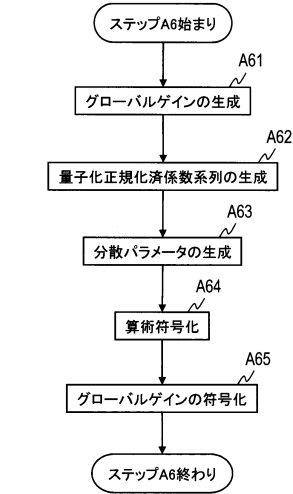 ステップA6始まり
A61
グローバルゲインの生成
A62
量子化正規化済係数系列の生成
A63
分散パラメータの生成
A64
算術符号化
A65
グローバルゲインの符号化
ステップA6終わり